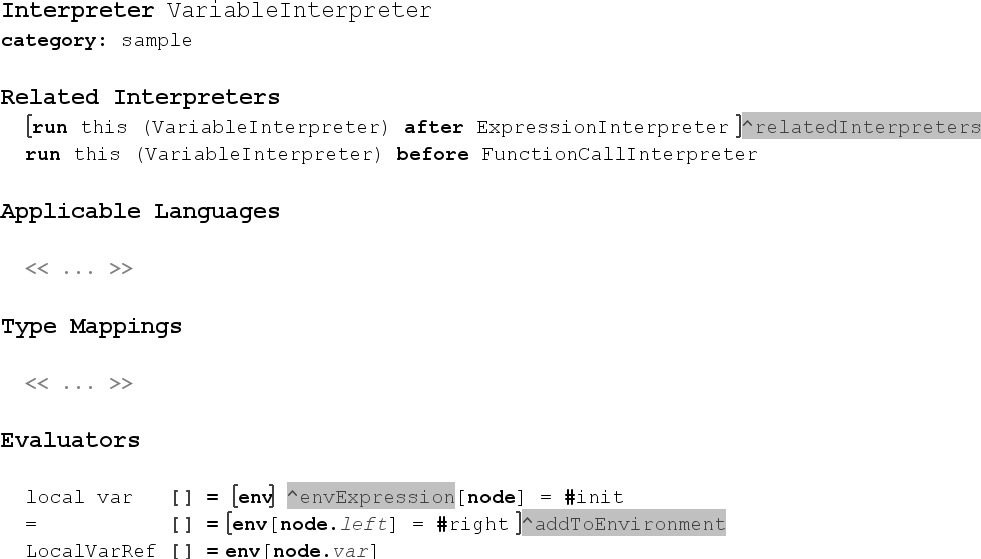 Interpreter VariableInterpreter
category: sample
Related Interpreters
[run this (VariableInterpreter) after ExpressionInterpreter ]^relatedInterpreters
run this (VariableInterpreter) before FunctionCallInterpreter
Applicable Languages
<< ... >>
Type Mappings
<< ... >>
Evaluators
local var [] = [env] ^envExpression[node] = #init
= [] = [env[node.left] = #right ]^addToEnvironment
LocalVarRef [] = env[node.var]